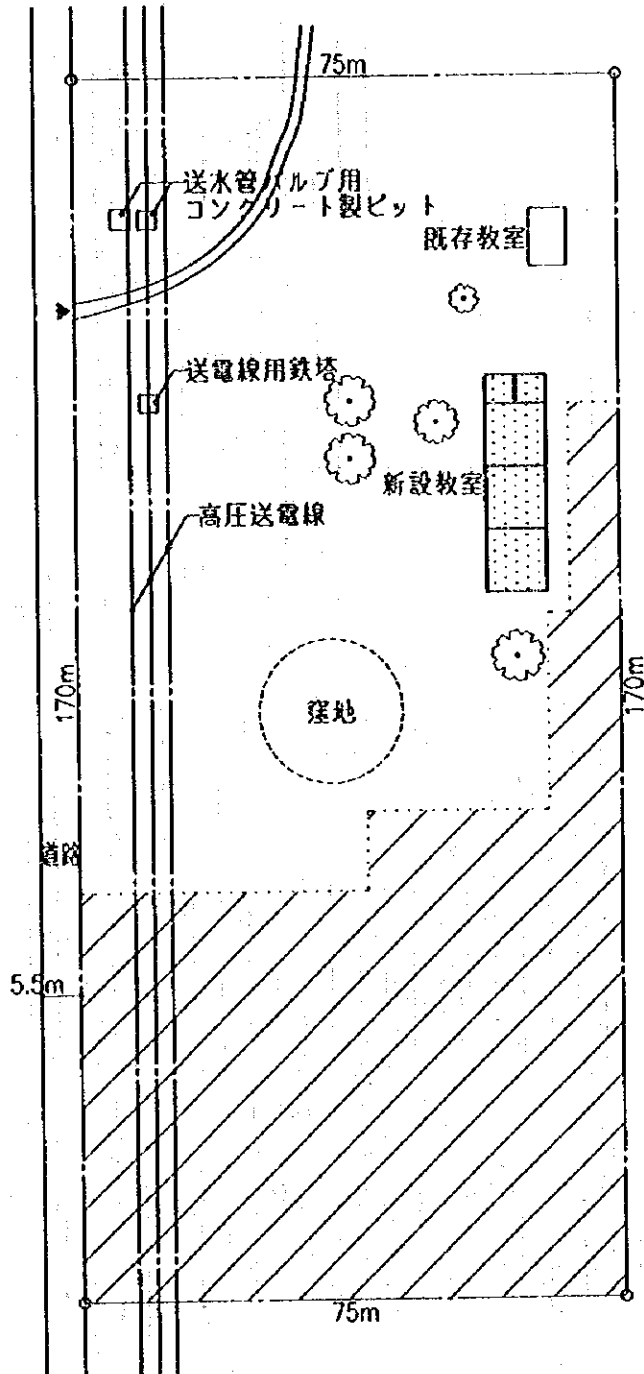 75m
送水管バルブ用
コンクリート製ピット
既存教室
送電線用鉄塔
新設教室
高圧送電線
170m
170m
窪地
道路
5.5m
75m